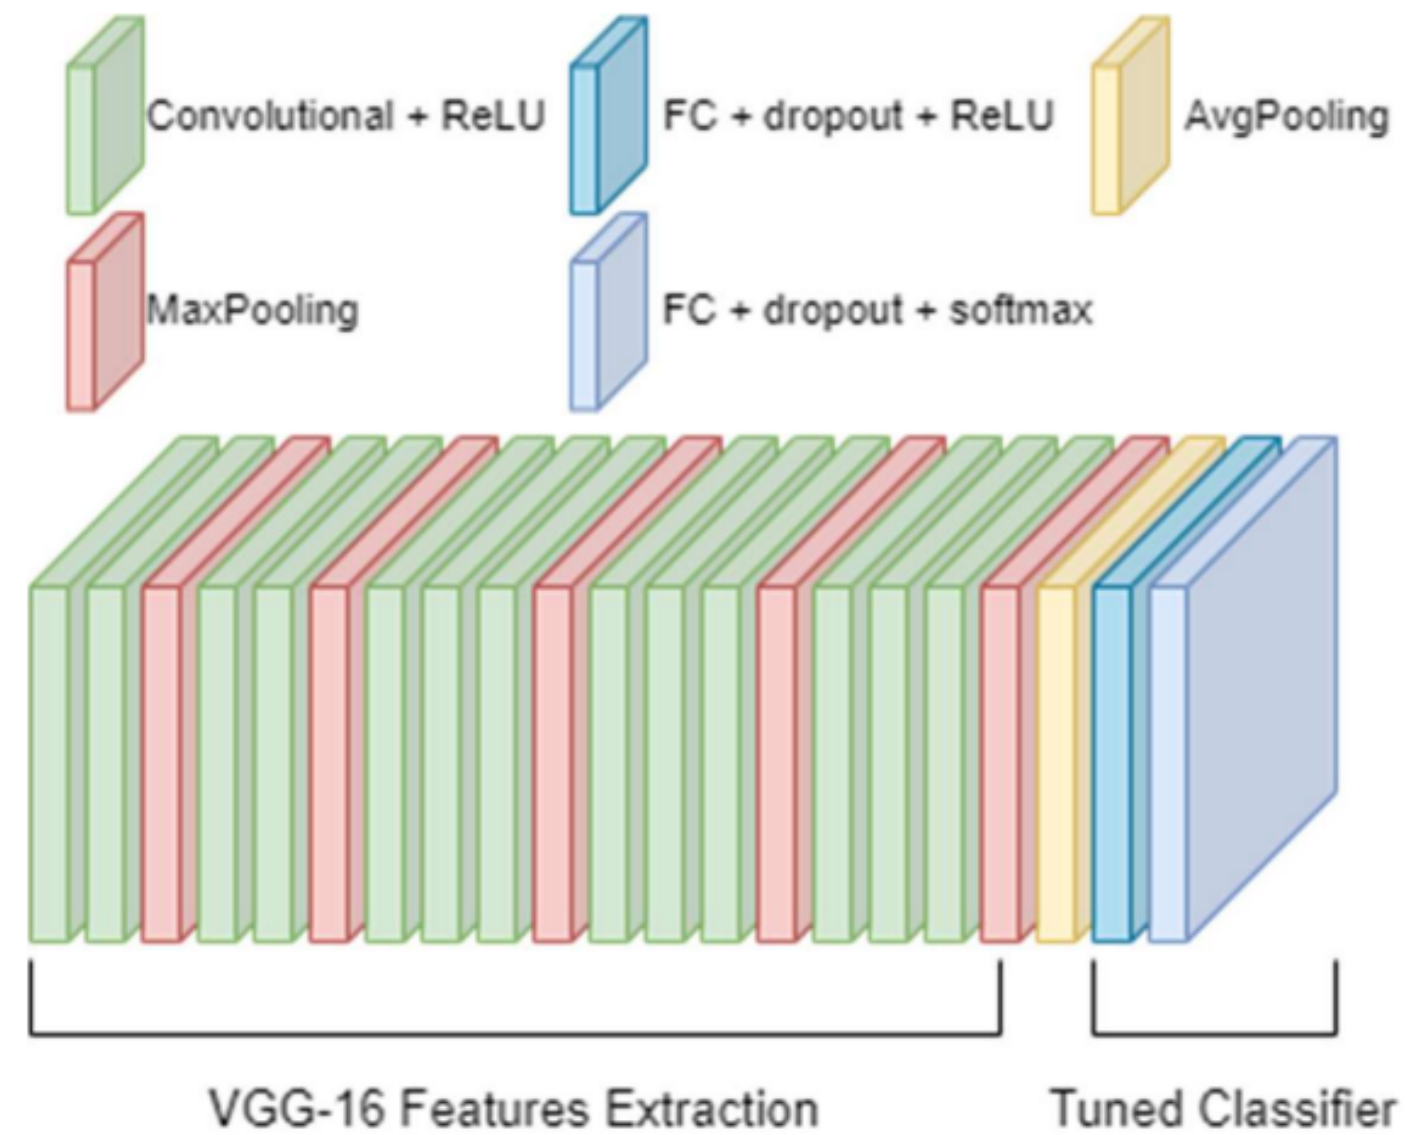 Convolutional + ReLU
FC + dropout + ReLU
AvgPooling
MaxPooling
FC + dropout + softmax
VGG-16 Features Extraction
Tuned Classifier